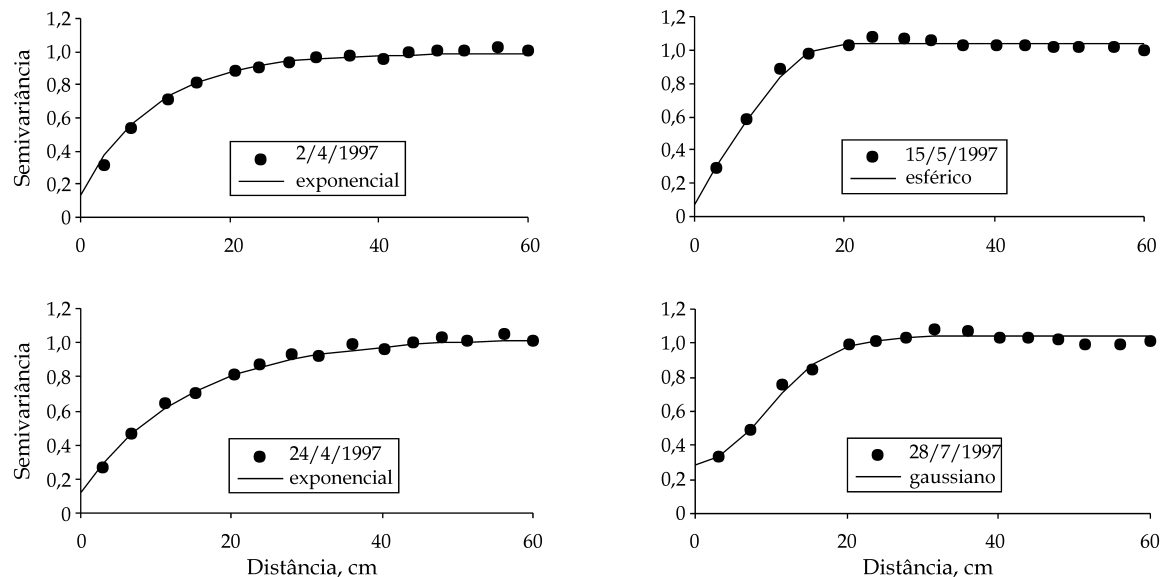 Semivariância
1,2
1,0
0,8
0,6
0,4
0,2
0
0 20 40 60
2/4/1997
exponencial
1,2
1,0
0,8
0,6
0,4
0,2
0
0 20 40 60
15/5/1997
esférico
Semivariância
1,2
1,0
0,8
0,6
0,4
0,2
0
0 20 40 60
Distância, cm
24/4/1997
exponencial
1,2
1,0
0,8
0,6
0,4
0,2
0
0 20 40 60
Distância, cm
28/7/1997
gaussiano